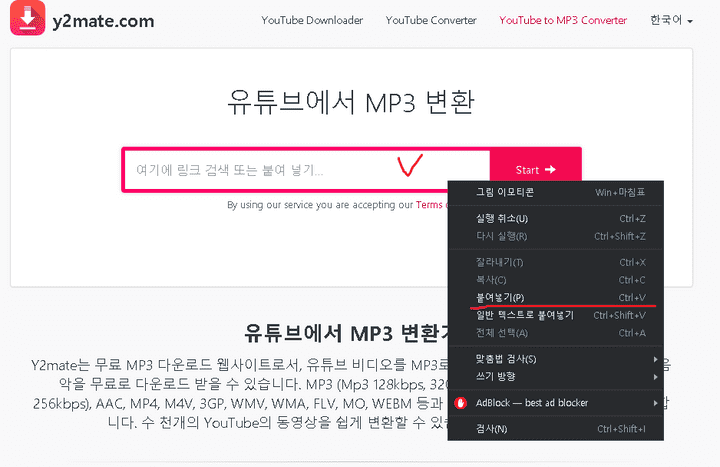 y2mate.com
YouTube Downloader
YouTube Converter
YouTube to MP3 Converter
한국어
유튜브에서 MP3 변환
여기에 링크 검색 또는 붙여 넣기...
Start
By using our service you are accepting our Terms
그림 이모티콘 Win+마침표
실행 취소(U) Ctrl+Z
다시 실행(R) Ctrl+Shift+Z
잘라내기(T) Ctrl+X
복사(C) Ctrl+C
붙여넣기(P) Ctrl+V
일반 텍스트로 붙여넣기 Ctrl+Shift+V
전체 선택(A) Ctrl+A
맞춤법 검사(S)
쓰기 방향
AdBlock — best ad blocker
검사(N) Ctrl+Shift+I
유튜브에서 MP3 변환
Y2mate는 무료 MP3 다운로드 웹사이트로서, 유튜브 비디오를 MP3로 음
악을 무료로 다운로드 받을 수 있습니다. MP3 (Mp3 128kbps, 320
256kbps), AAC, MP4, M4V, 3GP, WMV, WMA, FLV, MO, WEBM 등과
다. 수 천개의 YouTube의 동영상을 쉽게 변환할 수 있